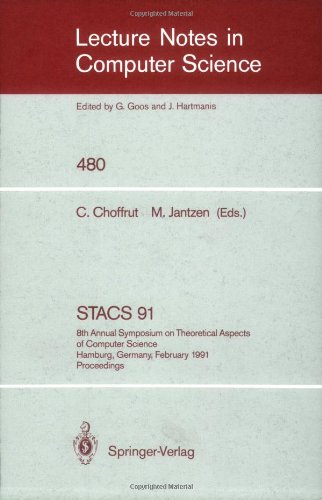 Lecture Notes in
Computer Science
Edited by G. Goos and J. Hartmanis
480
C. Choffrut M. Jantzen (Eds.)
STACS 91
8th Annual Symposium on Theoretical Aspects
of Computer Science
Hamburg, Germany, February 1991
Proceedings
Springer-Verlag